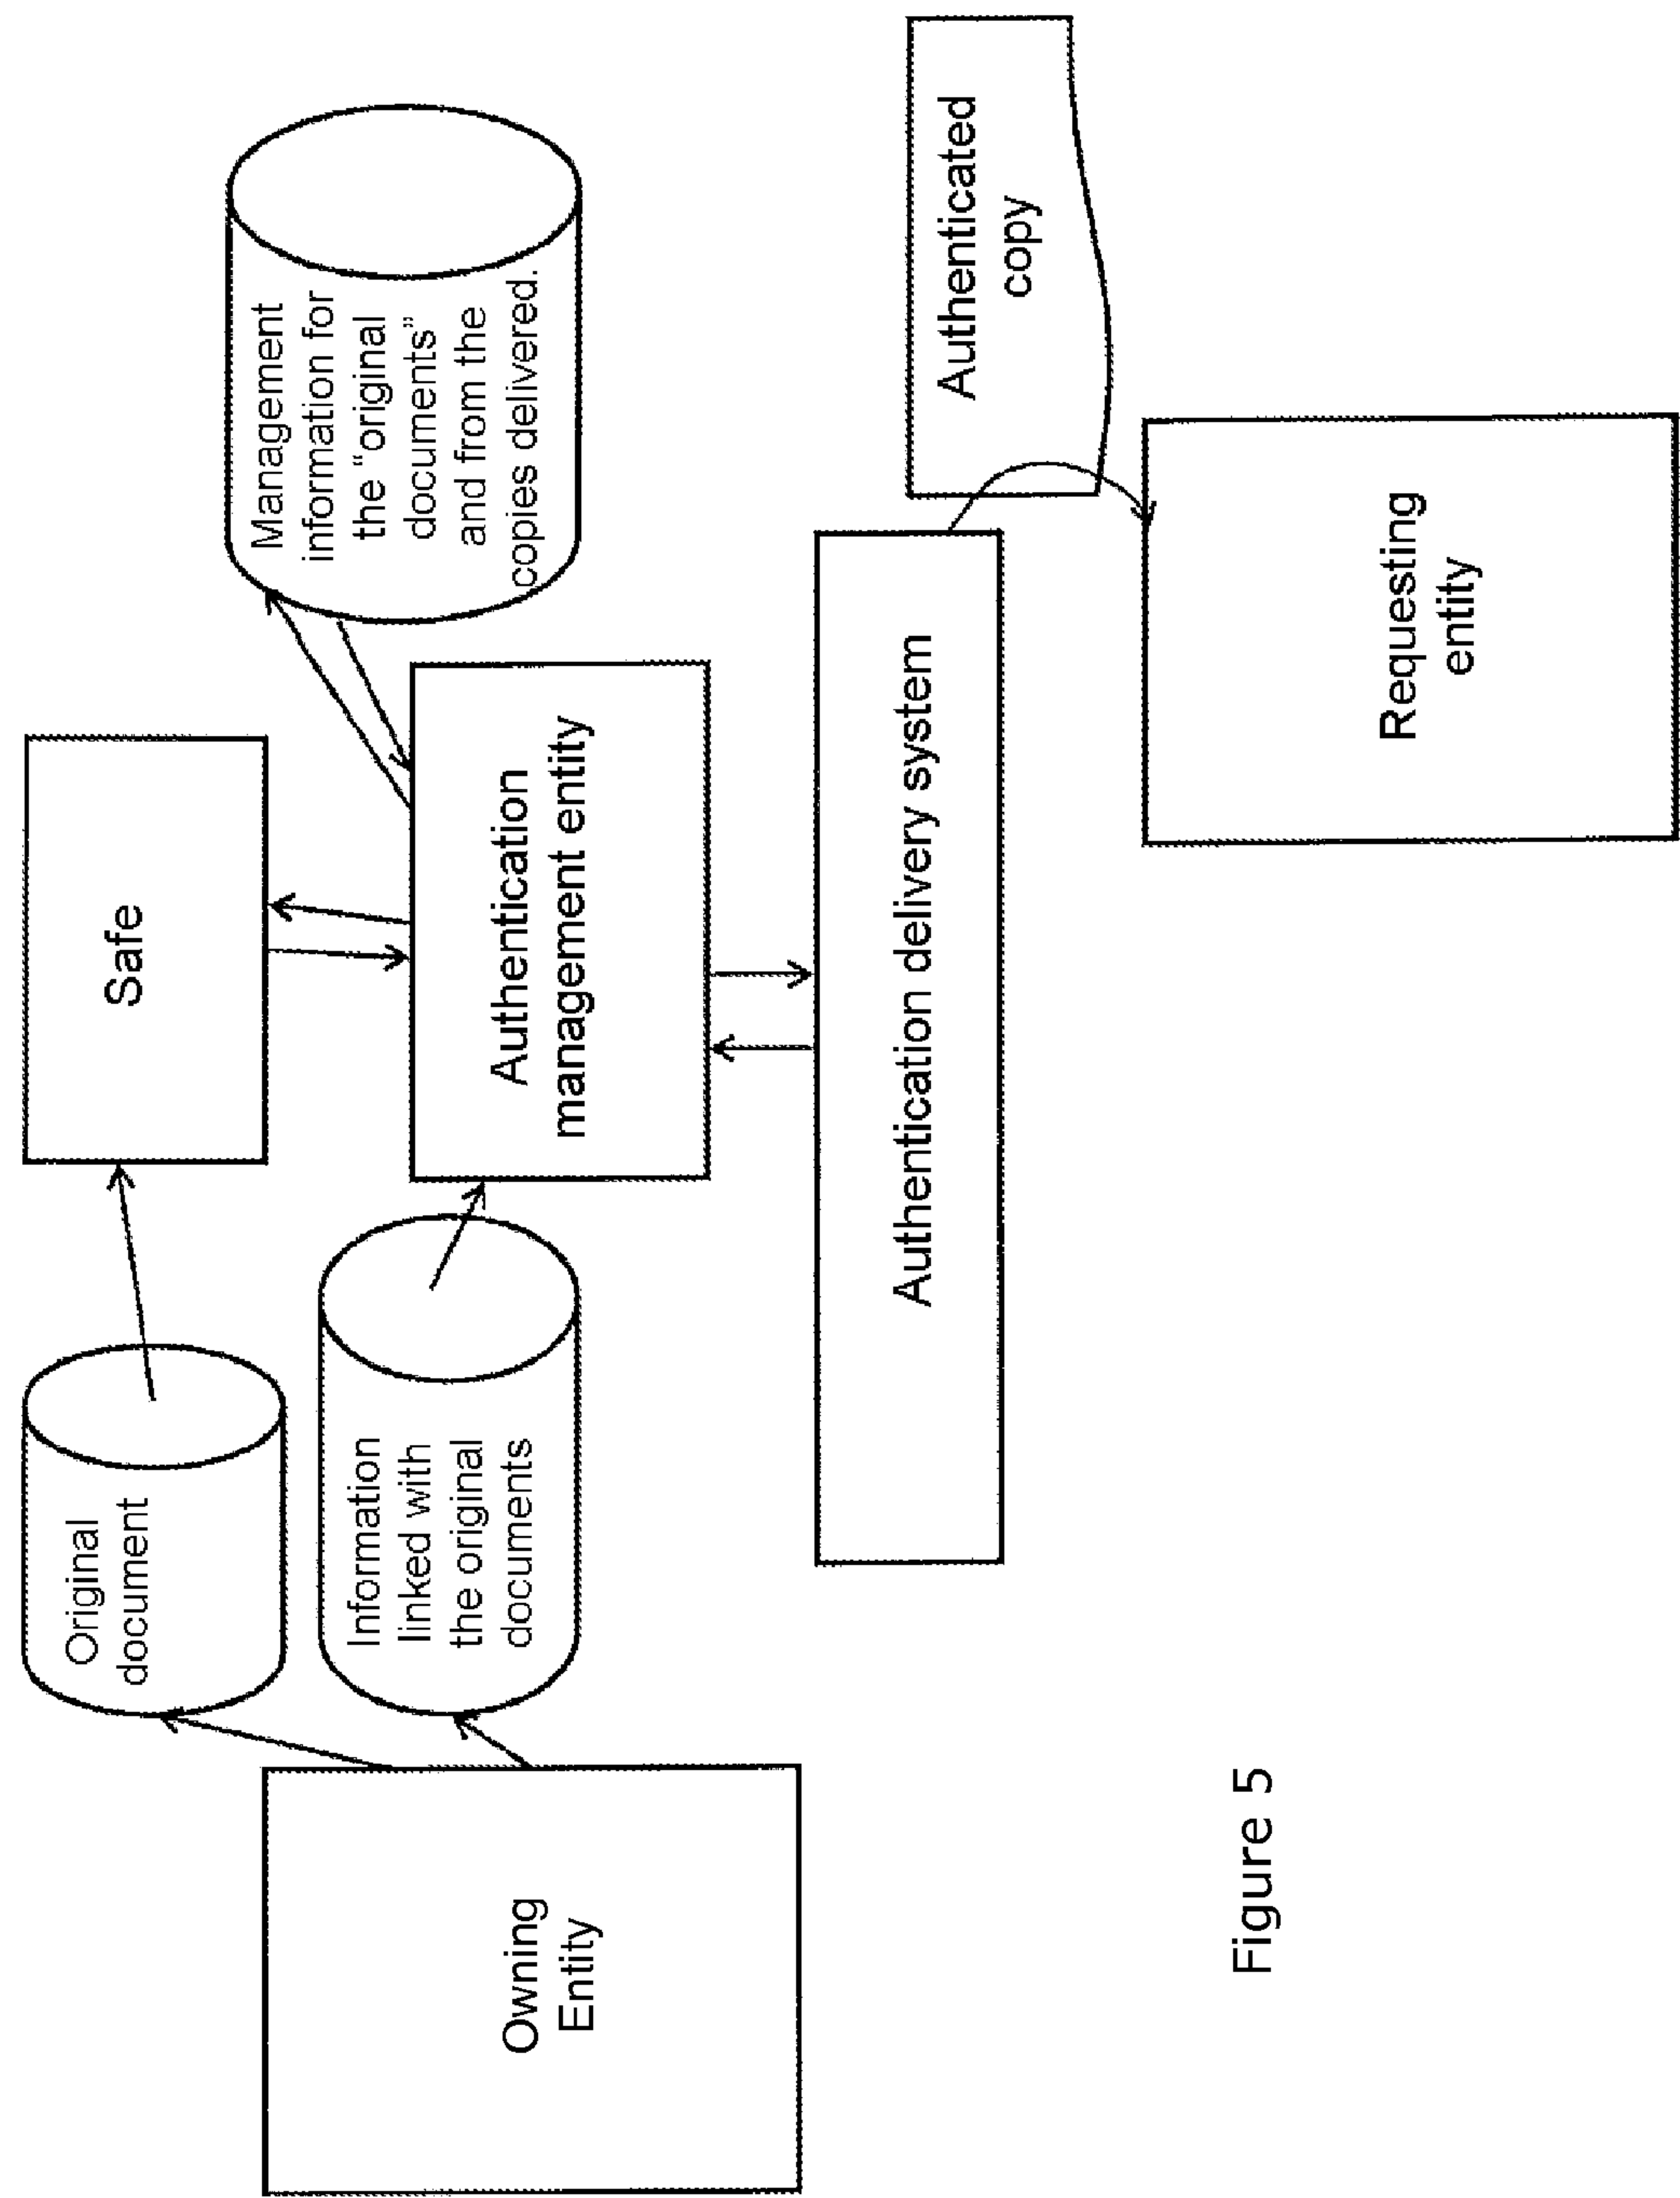 Original
document
Safe
Management
information for
the “original
documents”
and from the
copies delivered.
Information
linked with
the original
documents
Authentication
management entity
Owning
Entity
Authentication delivery system
Authenticated
copy
Requesting
entity
Figure 5